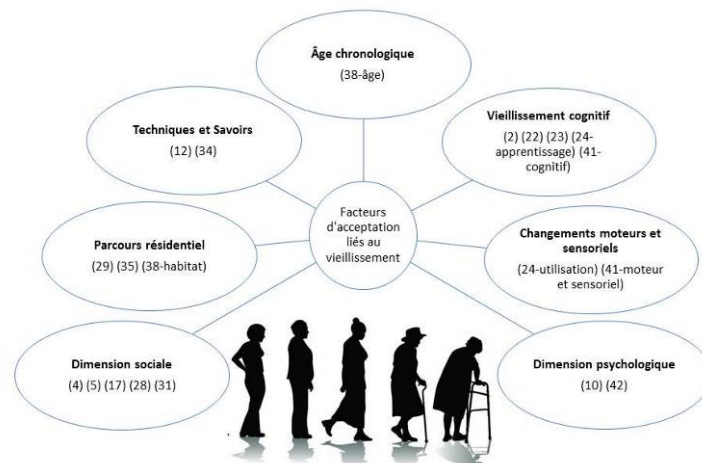 Âge chronologique
(38-âge)
Techniques et Savoirs
(12) (34)
Vieillissement cognitif
(2) (22) (23) (24-
apprentissage) (41-
cognitif)
Facteurs
d'acceptation
liés au
vieillissement
Parcours résidentiel
(29) (35) (38-habitat)
Changements moteurs et
sensoriels
(24-utilisation) (41-moteur
et sensoriel)
Dimension sociale
(4) (5) (17) (28) (31)
Dimension psychologique
(10) (42)